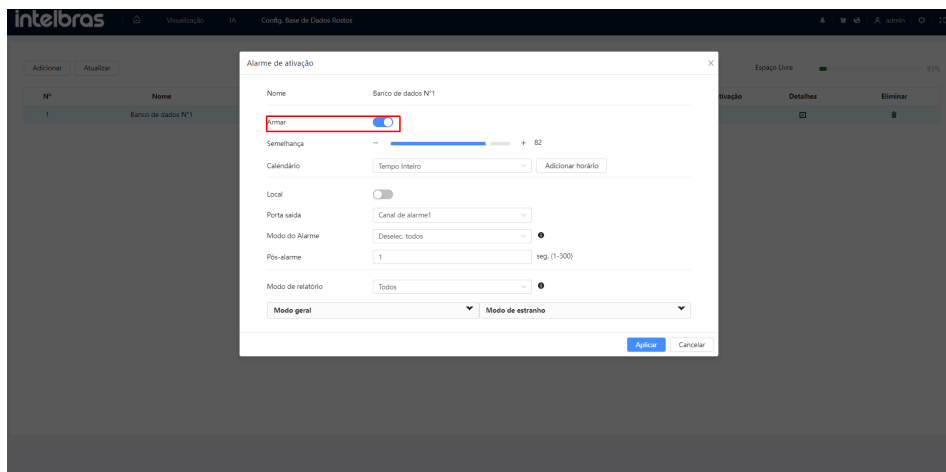 intelbras Visualização IA Config. Base de Dados Rostos admin
Adicionar Atualizar Espaço Livre 93%
Alarme de ativação
Nº Nome tivação Detalhes Eliminar
1 Banco de dados Nº1
Nome Banco de dados Nº1
Armar
Semelhança − + 82
Calendário Tempo Inteiro Adicionar horário
Local
Porta saída Canal de alarme1
Modo do Alarme Deselec. todos
Pós-alarme 1 seg. (1-300)
Modo de relatório Todos
Modo geral Modo de estranho
Aplicar Cancelar